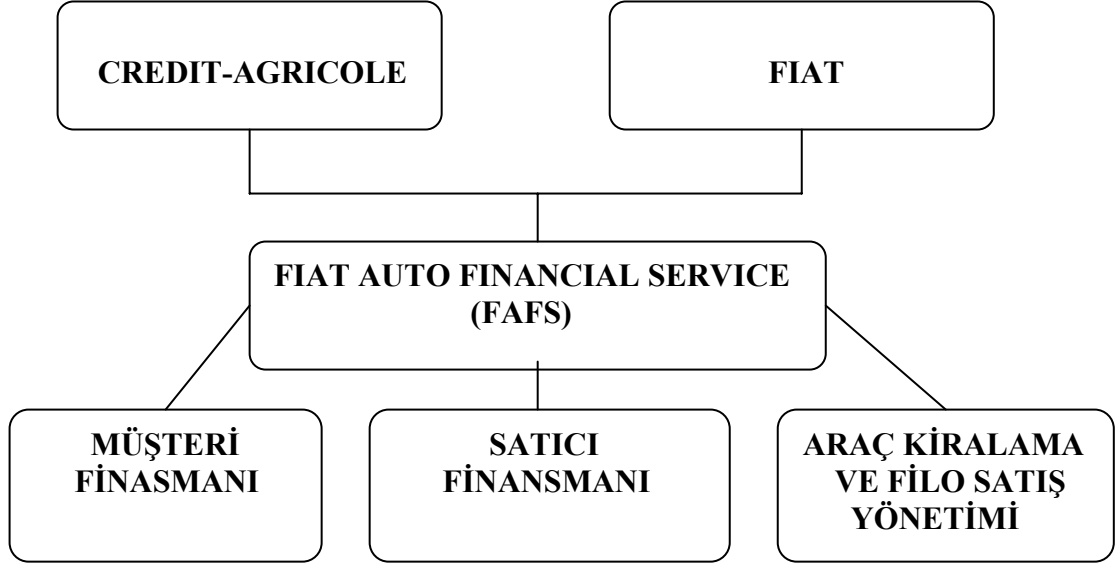 CREDIT-AGRICOLE
FIAT
FIAT AUTO FINANCIAL SERVICE
(FAFS)
MÜŞTERİ
FİNASMANI
SATICI
FİNANSMANI
ARAÇ KİRALAMA
VE FİLO SATIŞ
YÖNETİMİ